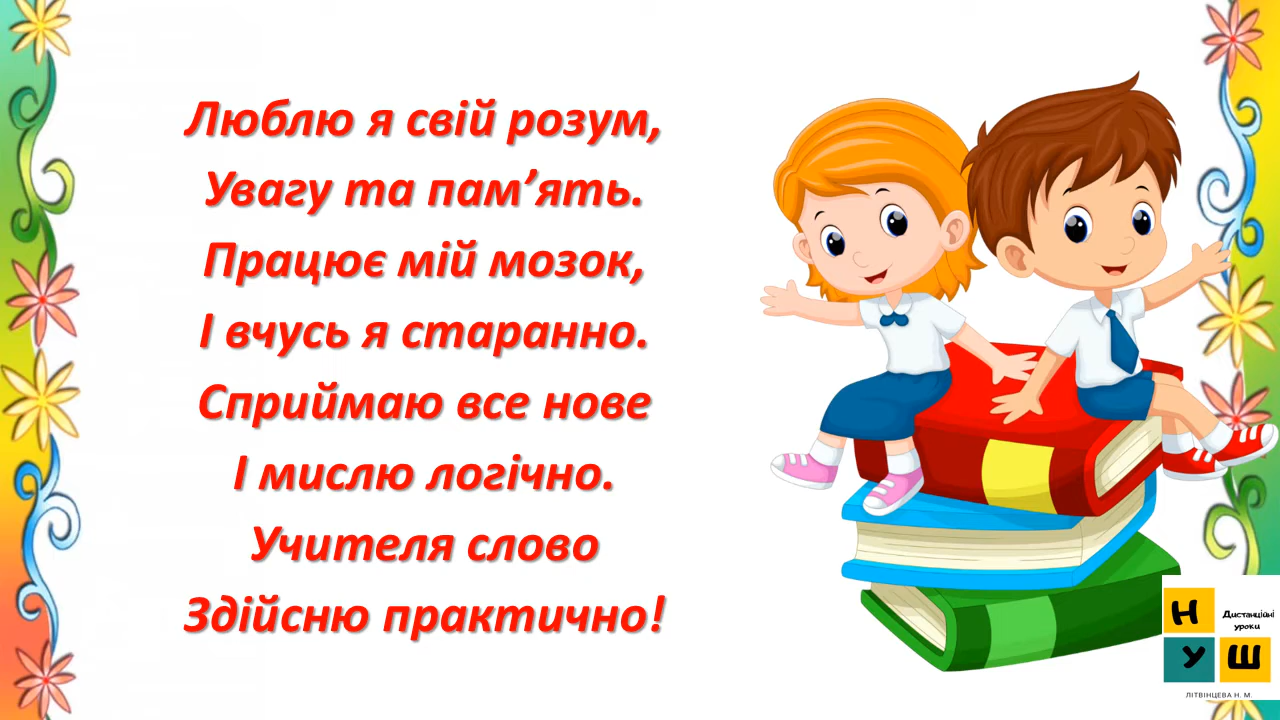 Люблю я свій розум,
Увагу та пам’ять.
Працює мій мозок,
І вчусь я старанно.
Сприймаю все нове
І мислю логічно.
Учителя слово
Здійсню практично!
Н
Дистанційні
уроки
У Ш
ЛІТВІНЦЕВА Н. М.